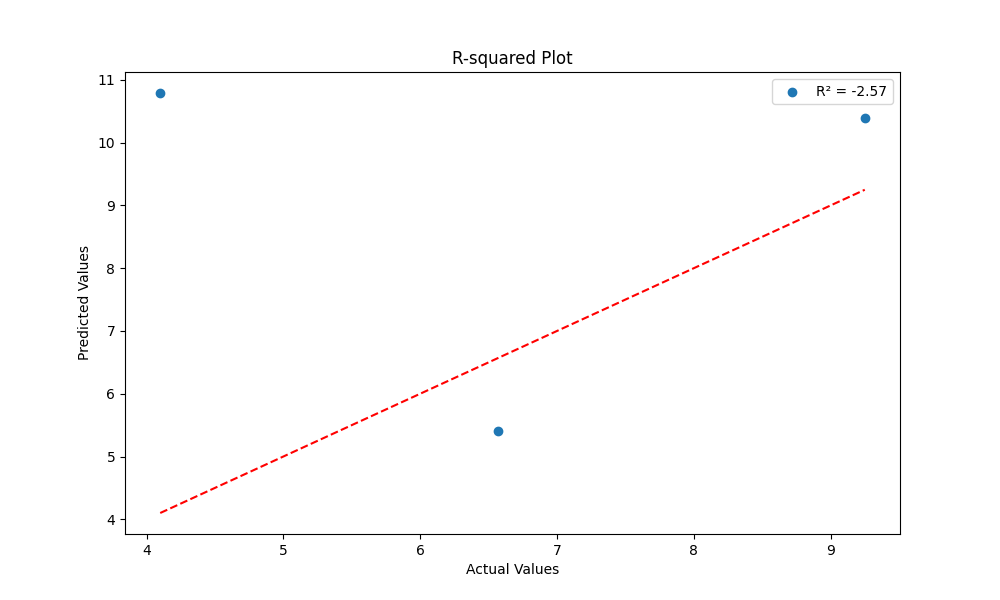 R-squared Plot
R² = -2.57
11
10
9
8
7
6
5
4
Predicted Values
4 5 6 7 8 9
Actual Values